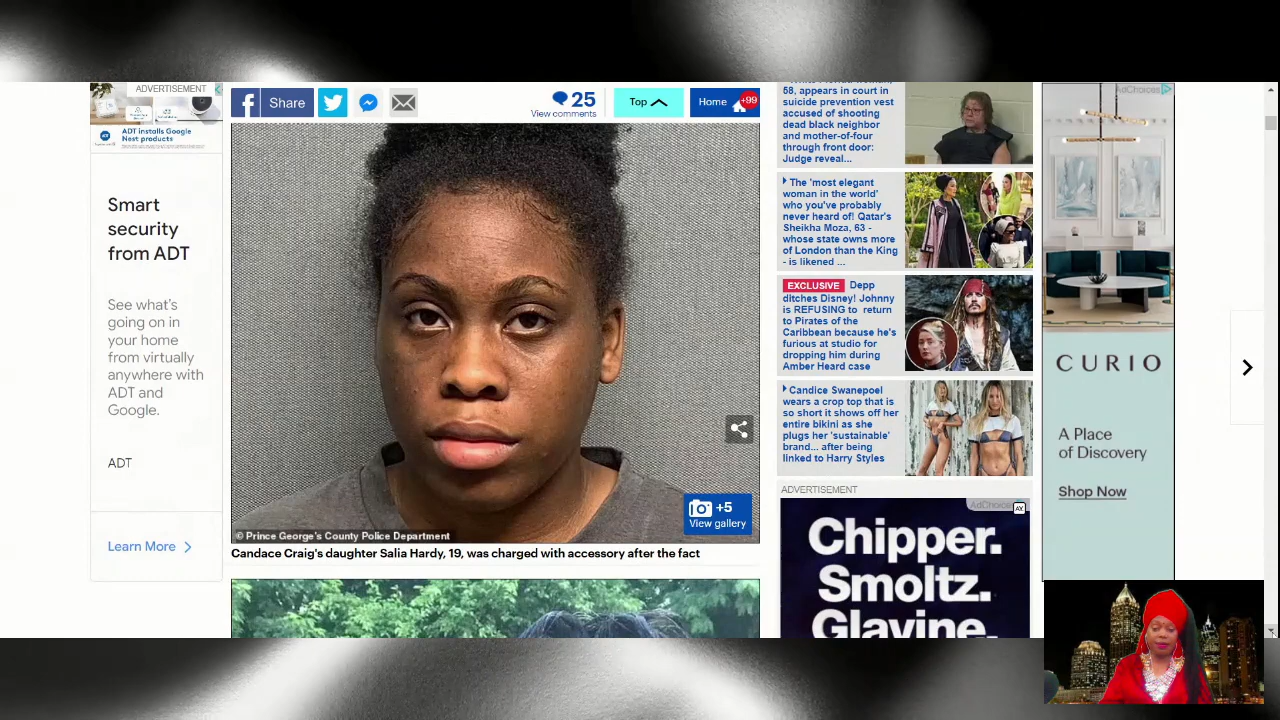 ADVERTISEMENT
ADT installs Google
Nest products
Smart
security
from ADT
See what's
going on in
your home
from virtually
anywhere with
ADT and
Google.
ADT
Learn More
f Share
25
View comments
Top
Home
+99
+5
View gallery
© Prince George's County Police Department
Candace Craig's daughter Salia Hardy, 19, was charged with accessory after the fact
58, appears in court in
suicide prevention vest
accused of shooting
dead black neighbor
and mother-of-four
through front door:
Judge reveal...
The 'most elegant
woman in the world'
who you've probably
never heard of! Qatar's
Sheikha Moza, 63 -
whose state owns more
of London than the King
- is likened ...
EXCLUSIVE Depp
ditches Disney! Johnny
is REFUSING to return
to Pirates of the
Caribbean because he's
furious at studio for
dropping him during
Amber Heard case
Candice Swanepoel
wears a crop top that is
so short it shows off her
entire bikini as she
plugs her 'sustainable'
brand... after being
linked to Harry Styles
ADVERTISEMENT
AdChoices
Chipper.
Smoltz.
Glavine.
AdChoices
CURIO
A Place
of Discovery
Shop Now